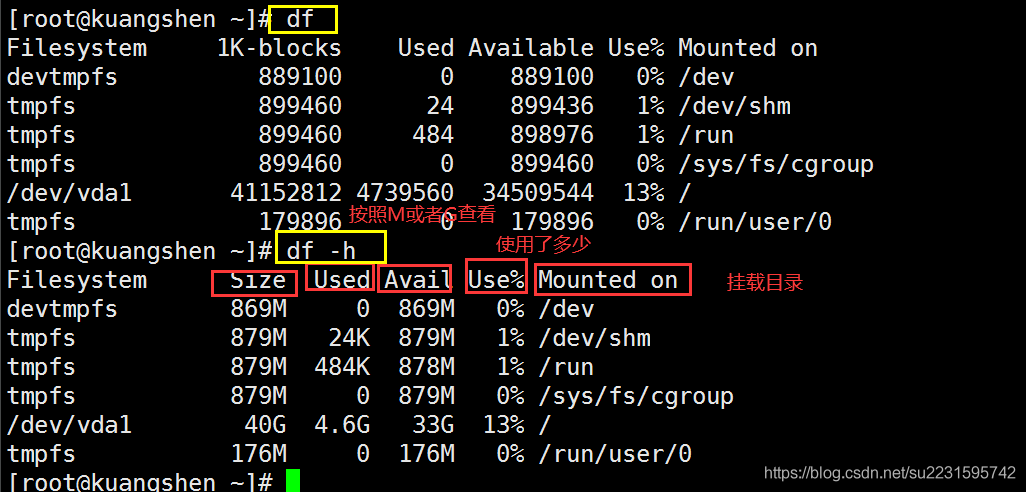 [root@kuangshen ~]# df
Filesystem 1K-blocks Used Available Use% Mounted on
devtmpfs 889100 0 889100 0% /dev
tmpfs 899460 24 899436 1% /dev/shm
tmpfs 899460 484 898976 1% /run
tmpfs 899460 0 899460 0% /sys/fs/cgroup
/dev/vda1 41152812 4739560 34509544 13% /
tmpfs 179896 0 179896 0% /run/user/0
按照M或者G查看
[root@kuangshen ~]# df -h
使用了多少
Filesystem Size Used Avail Use% Mounted on
挂载目录
devtmpfs 869M 0 869M 0% /dev
tmpfs 879M 24K 879M 1% /dev/shm
tmpfs 879M 484K 878M 1% /run
tmpfs 879M 0 879M 0% /sys/fs/cgroup
/dev/vda1 40G 4.6G 33G 13% /
tmpfs 176M 0 176M 0% /run/user/0
[root@kuangshen ~]#
https://blog.csdn.net/su2231595742